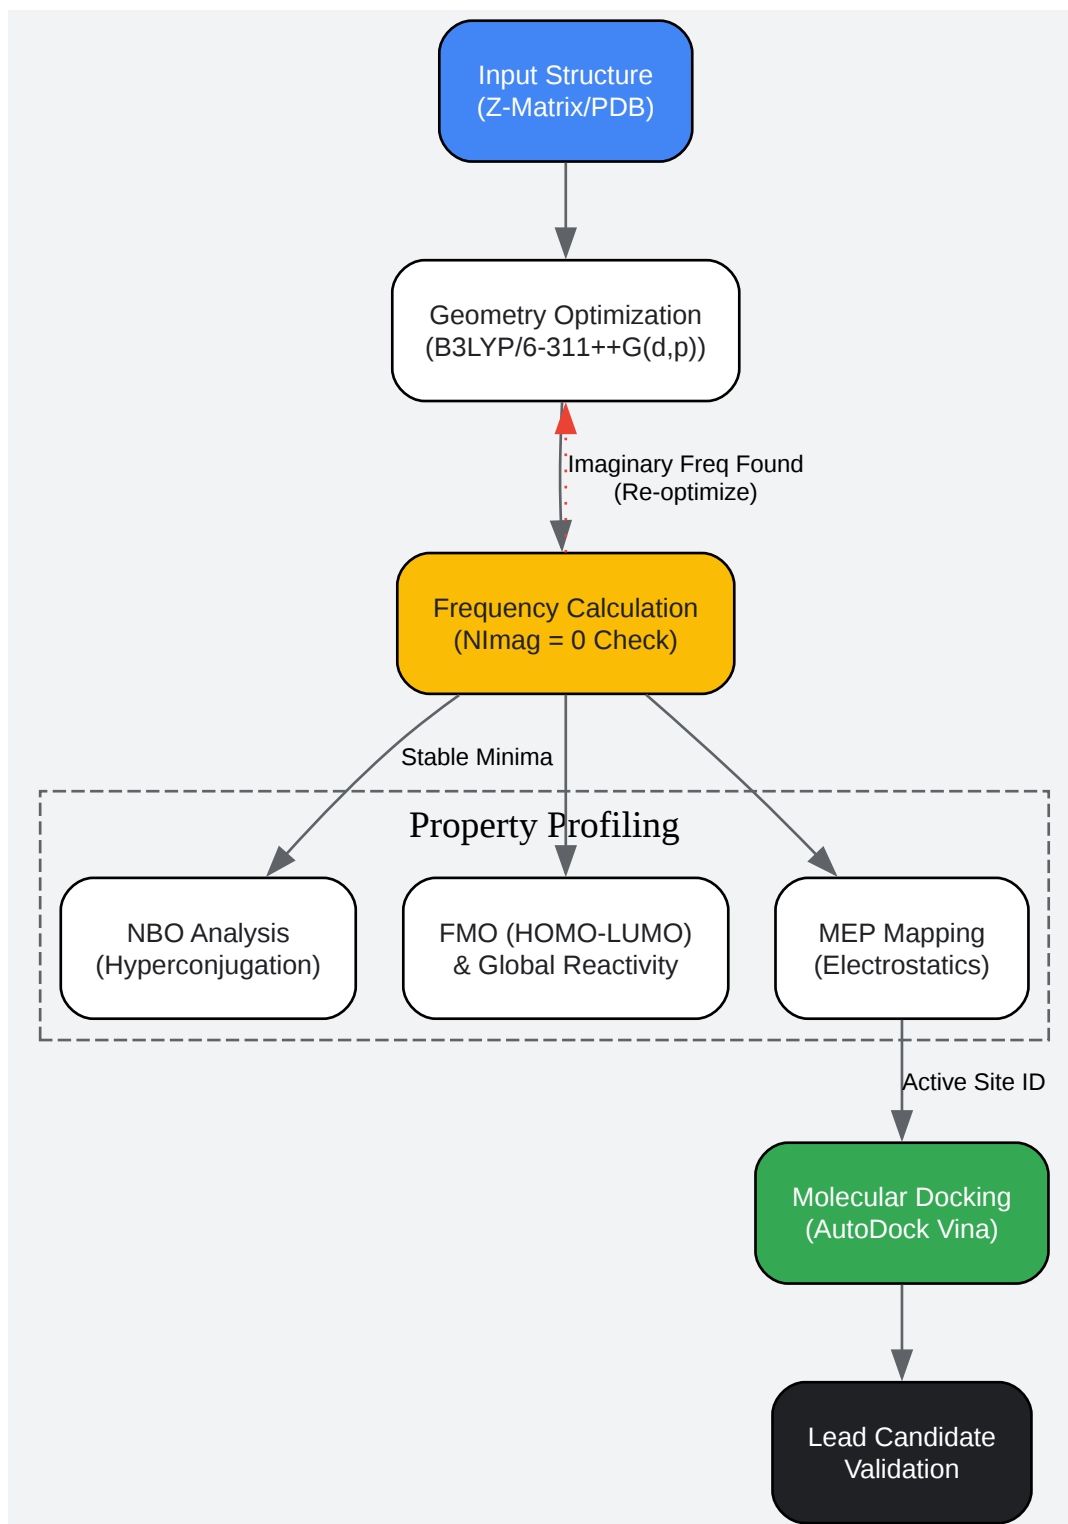 Input Structure
(Z-Matrix/PDB)
Geometry Optimization
(B3LYP/6-311++G(d,p))
Imaginary Freq Found
(Re-optimize)
Frequency Calculation
(NImag = 0 Check)
Stable Minima
Property Profiling
NBO Analysis
(Hyperconjugation)
FMO (HOMO-LUMO)
& Global Reactivity
MEP Mapping
(Electrostatics)
Active Site ID
Molecular Docking
(AutoDock Vina)
Lead Candidate
Validation